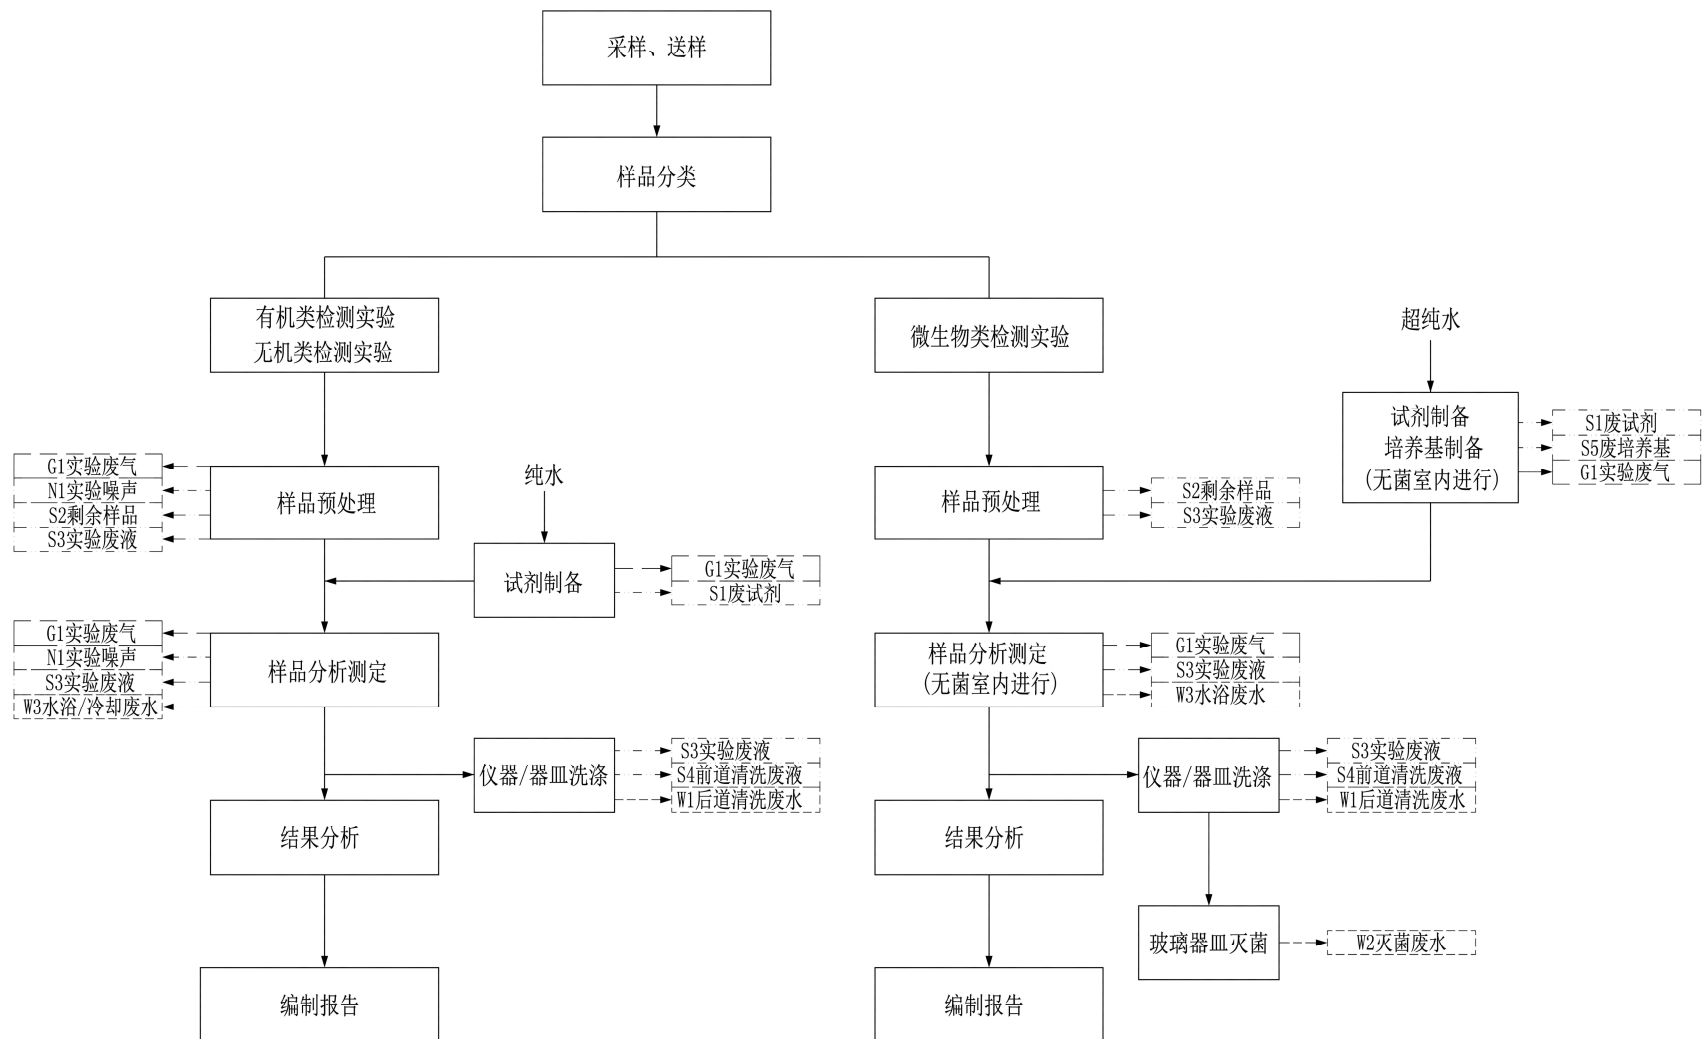 采样、送样
样品分类
有机类检测实验
无机类检测实验
微生物类检测实验
超纯水
试剂制备
培养基制备
(无菌室内进行)
S1废试剂
S5废培养基
G1实验废气
G1实验废气
N1实验噪声
S2剩余样品
S3实验废液
样品预处理
纯水
样品预处理
S2剩余样品
S3实验废液
试剂制备
G1实验废气
S1废试剂
G1实验废气
N1实验噪声
S3实验废液
W3水浴/冷却废水
样品分析测定
样品分析测定
(无菌室内进行)
G1实验废气
S3实验废液
W3水浴废水
仪器/器皿洗涤
S3实验废液
S4前道清洗废液
W1后道清洗废水
仪器/器皿洗涤
S3实验废液
S4前道清洗废液
W1后道清洗废水
结果分析
结果分析
玻璃器皿灭菌
W2灭菌废水
编制报告
编制报告